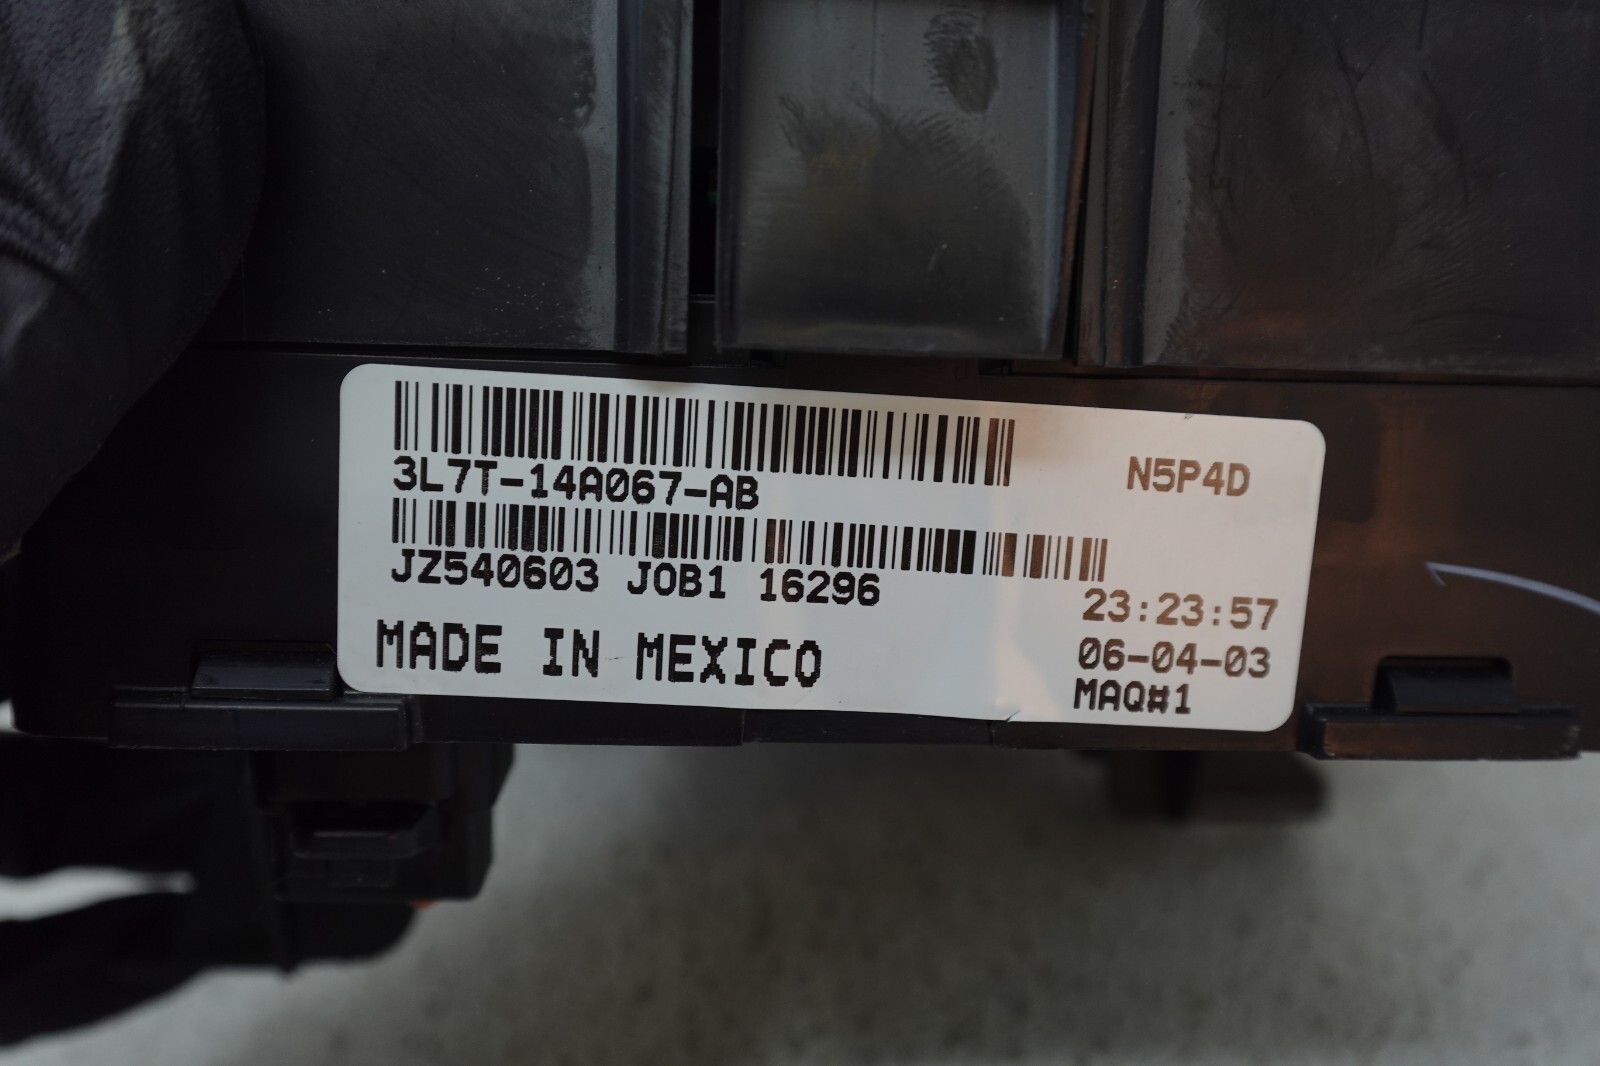 3L7T-14A067-AB
N5P4D
JZ540603 JOB1 16296
23:23:57
MADE IN MEXICO
06-04-03
MAQ#1